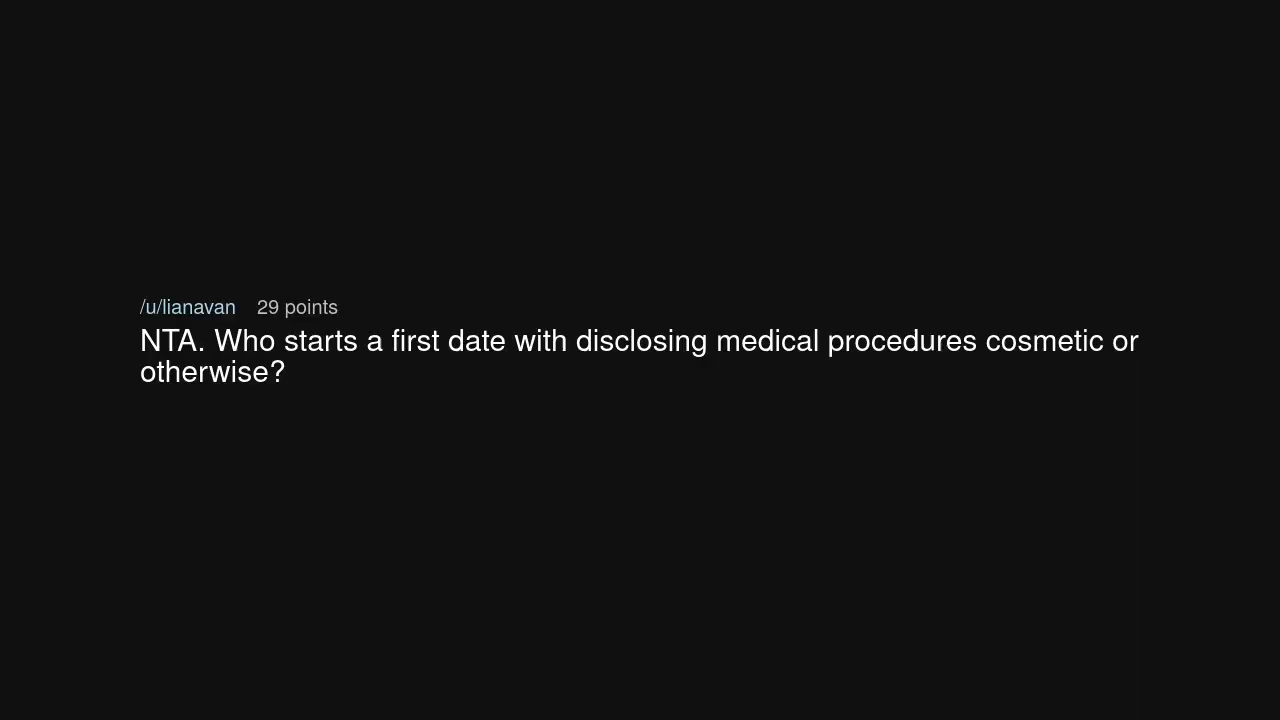 /u/lianavan 29 points
NTA. Who starts a first date with disclosing medical procedures cosmetic or
otherwise?